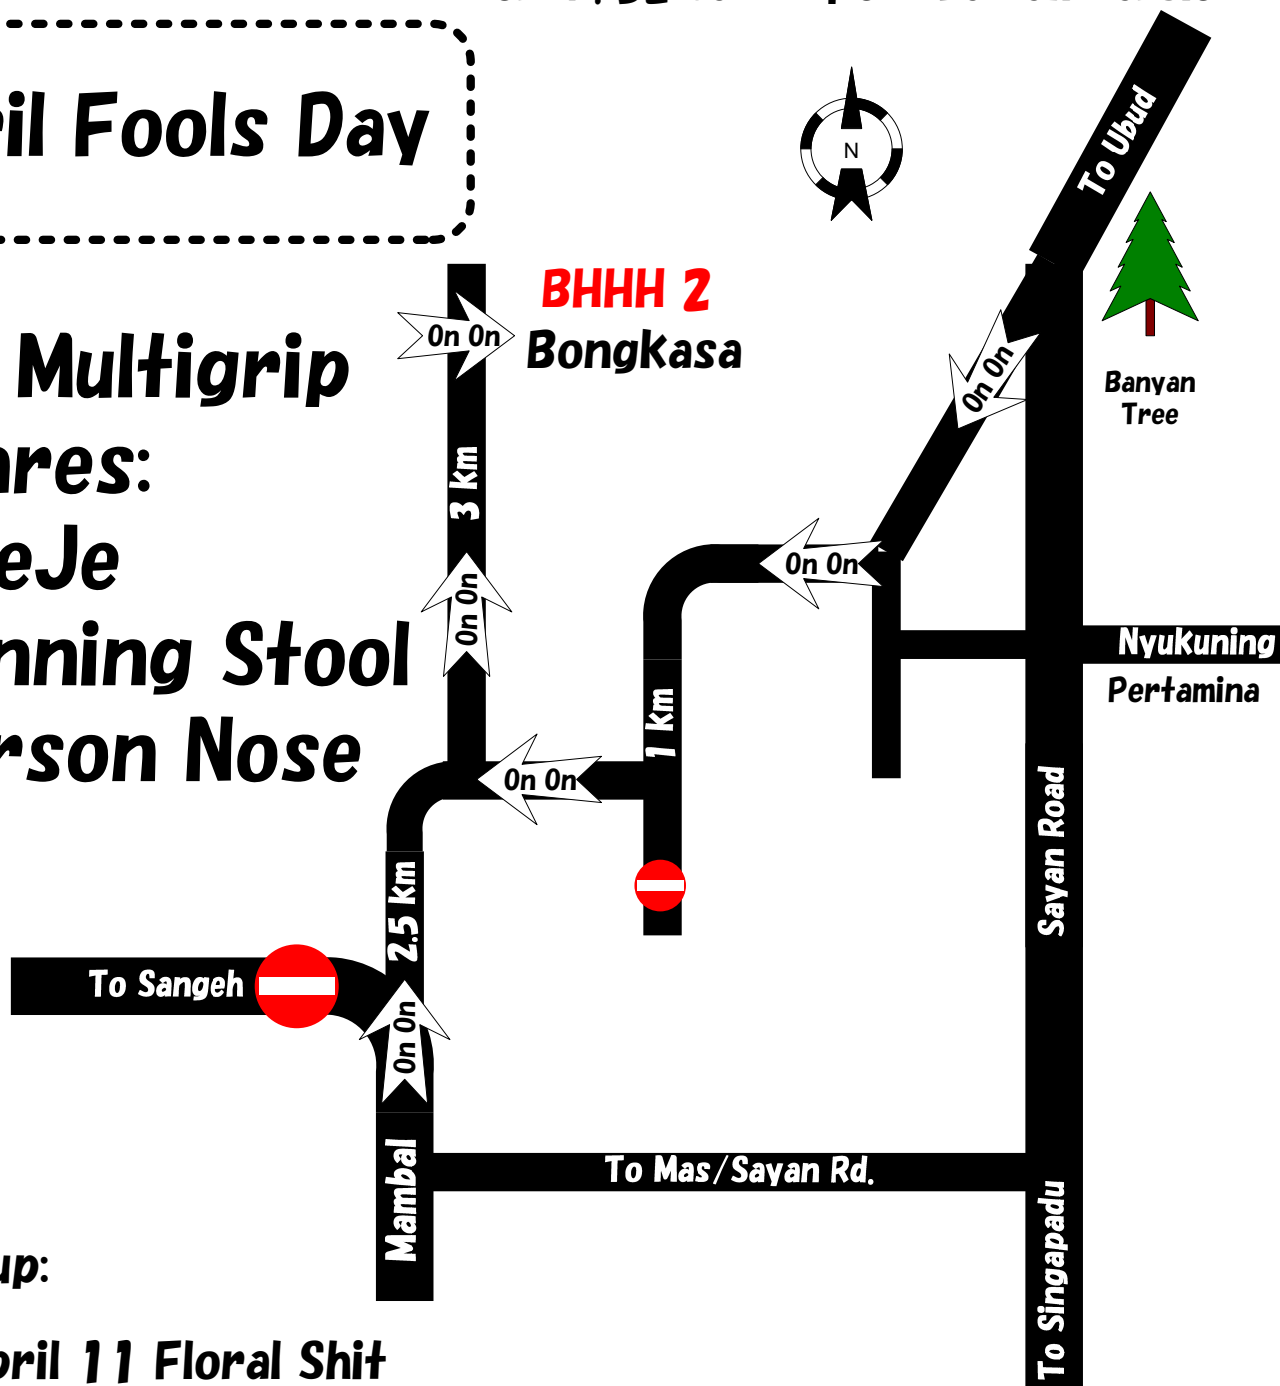 ril Fools Day
N
To Ubud
BHHH 2
Bongkasa
On On
Multigrip
ares:
eJe
nning Stool
rson Nose
3 km
On On
On On
Banyan
Tree
On On
1 km
On On
Nyukuning
Pertamina
Sayan Road
2.5 km
To Sangeh
On On
Mambal
To Mas/Sayan Rd.
To Singapadu
up:
pril 11 Floral Shit